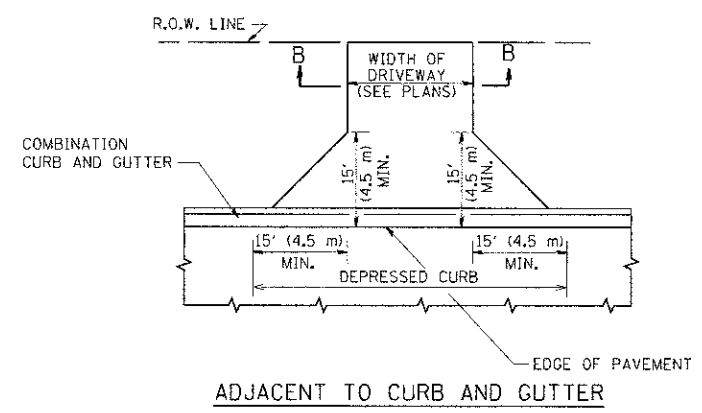 R.O.W. LINE
B
B
WIDTH OF
DRIVEWAY
(SEE PLANS)
COMBINATION
CURB AND GUTTER
15'
(4.5 m)
MIN.
15'
(4.5 m)
MIN.
15' (4.5 m)
MIN.
15' (4.5 m)
MIN.
DEPRESSED CURB
EDGE OF PAVEMENT
ADJACENT TO CURB AND GUTTER